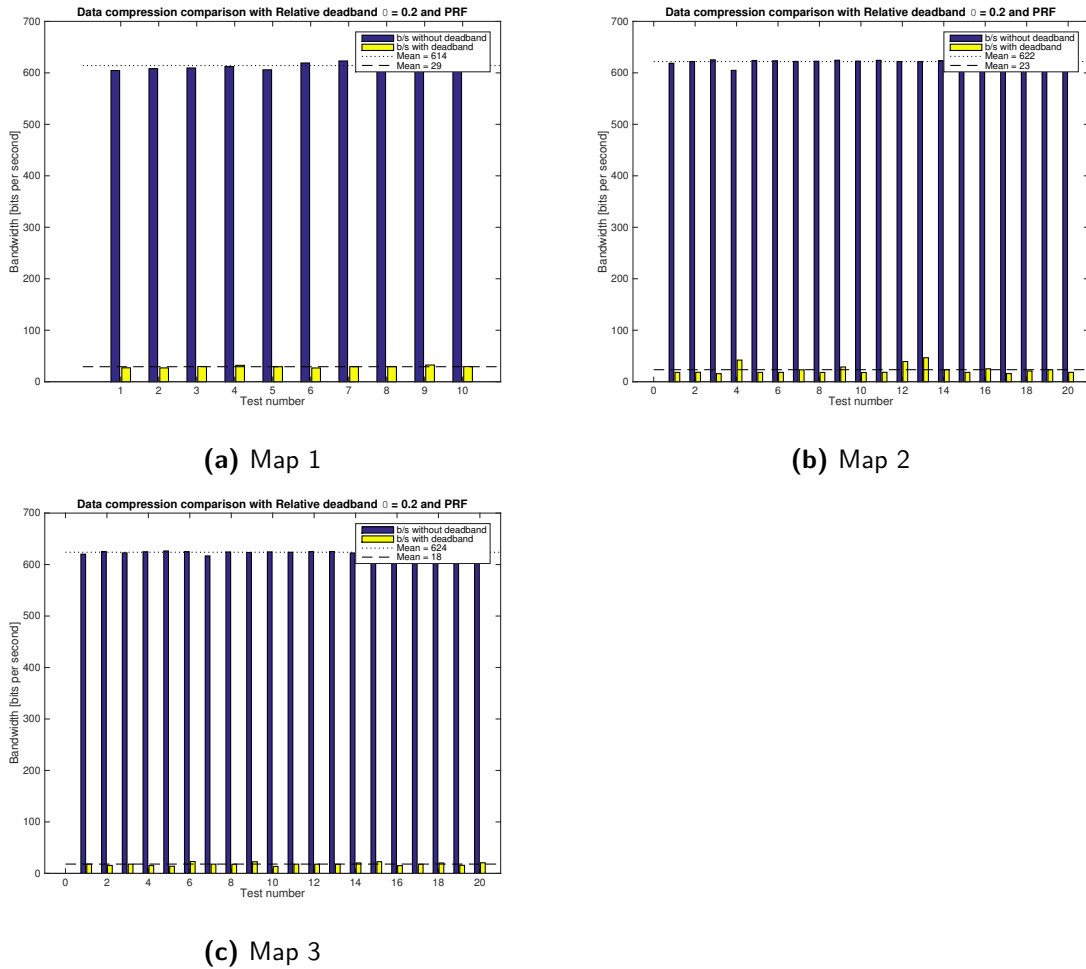 Data compression comparison with Relative deadband 0 = 0.2 and PRF
b/s without deadband
b/s with deadband
Mean = 614
Mean = 29
Bandwidth [bits per second]
700
600
500
400
300
200
100
0
1 2 3 4 5 6 7 8 9 10
Test number
(a) Map 1
Data compression comparison with Relative deadband 0 = 0.2 and PRF
b/s without deadband
b/s with deadband
Mean = 622
Mean = 23
Bandwidth [bits per second]
700
600
500
400
300
200
100
0
0 2 4 6 8 10 12 14 16 18 20
Test number
(b) Map 2
Data compression comparison with Relative deadband 0 = 0.2 and PRF
b/s without deadband
b/s with deadband
Mean = 624
Mean = 18
Bandwidth [bits per second]
700
600
500
400
300
200
100
0
0 2 4 6 8 10 12 14 16 18 20
Test number
(c) Map 3